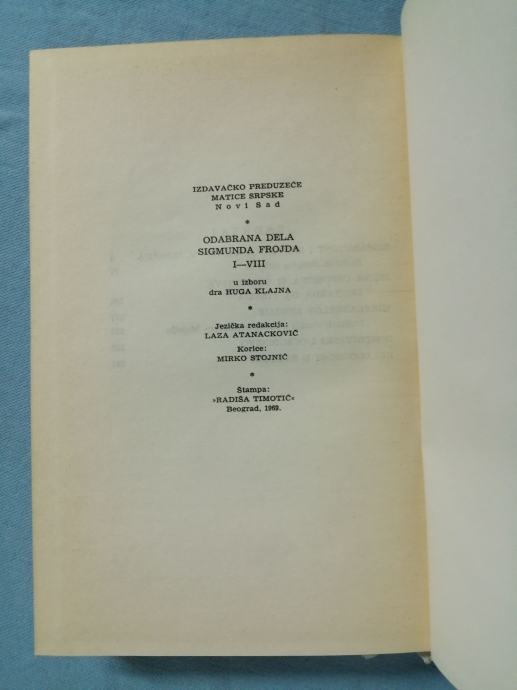 IZDAVAČKO PREDUZEĆE
MATICE SRPSKE
Novi Sad
*
ODABRANA DELA
SIGMUNDA FROJDA
I—VIII
u izboru
dra HUGA KLAJNA
*
Jezička redakcija:
LAZA ATANACKOVIĆ
Korice:
MIRKO STOJNIĆ
*
Štampa:
»RADIŠA TIMOTIĆ«
Beograd, 1969.